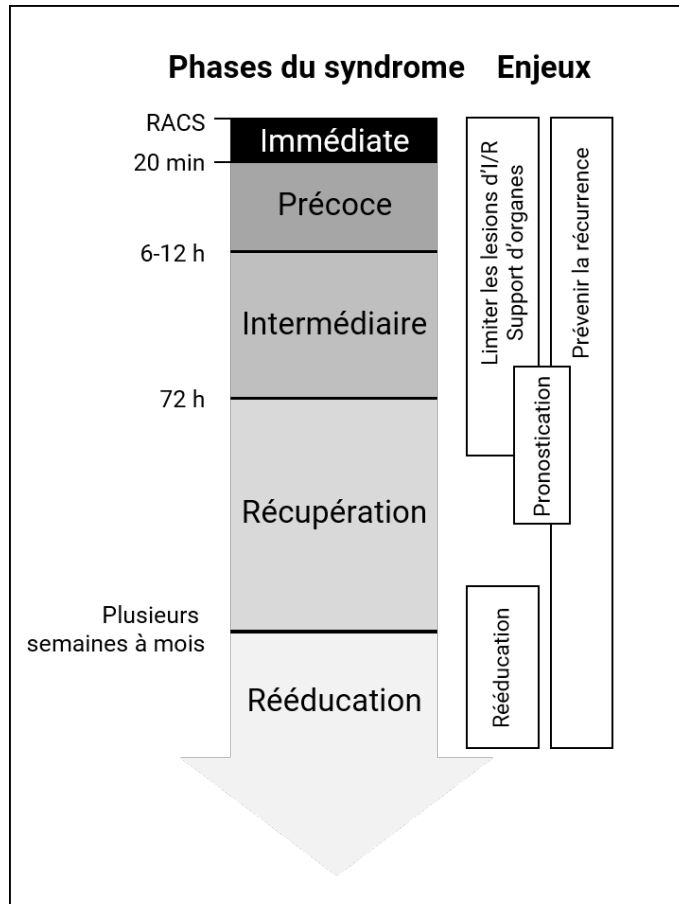 Phases du syndrome Enjeux
RACS
Immédiate
20 min
Précoce
6-12 h
Intermédiaire
72 h
Récupération
Plusieurs
semaines à mois
Rééducation
Limiter les lesions d'I/R
Support d'organes
Prévenir la récurrence
Pronostication
Rééducation